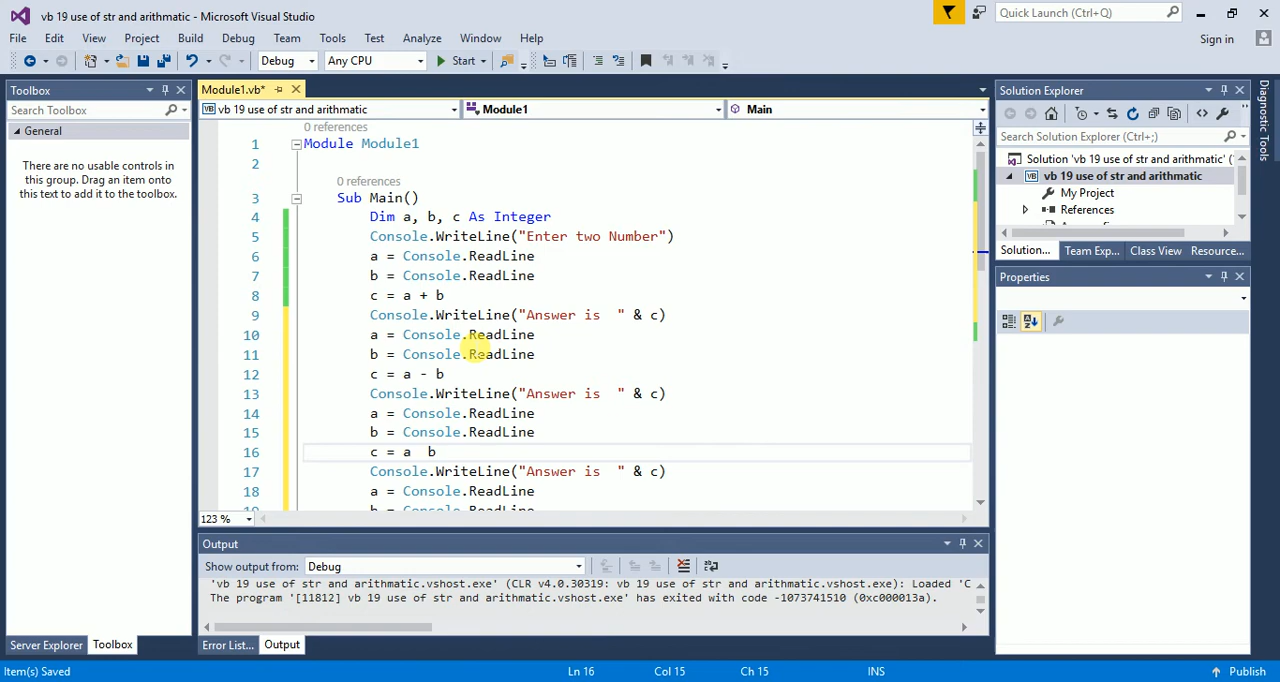 vb 19 use of str and arithmatic - Microsoft Visual Studio
Quick Launch (Ctrl+Q)
File Edit View Project Build Debug Team Tools Test Analyze Window Help
Sign in
Debug Any CPU Start
Toolbox
Search Toolbox
General
There are no usable controls in
this group. Drag an item onto
this text to add it to the toolbox.
Module1.vb*
vb 19 use of str and arithmatic Module1 Main
0 references
1 Module Module1
2
0 references
3 Sub Main()
4 Dim a, b, c As Integer
5 Console.WriteLine("Enter two Number")
6 a = Console.ReadLine
7 b = Console.ReadLine
8 c = a + b
9 Console.WriteLine("Answer is  " & c)
10 a = Console.ReadLine
11 b = Console.ReadLine
12 c = a - b
13 Console.WriteLine("Answer is  " & c)
14 a = Console.ReadLine
15 b = Console.ReadLine
16 c = a  b
17 Console.WriteLine("Answer is  " & c)
18 a = Console.ReadLine
b = Console.ReadLine
123 %
Output
Show output from: Debug
'vb 19 use of str and arithmatic.vshost.exe' (CLR v4.0.30319: vb 19 use of str and arithmatic.vshost.exe): Loaded 'C
The program '[11812] vb 19 use of str and arithmatic.vshost.exe' has exited with code -1073741510 (0xc000013a).
Server Explorer Toolbox
Error List... Output
Solution Explorer
Search Solution Explorer (Ctrl+;)
Solution 'vb 19 use of str and arithmatic' (
vb 19 use of str and arithmatic
My Project
References
Solution... Team Exp... Class View Resource...
Properties
Diagnostic Tools
Item(s) Saved Ln 16 Col 15 Ch 15 INS Publish